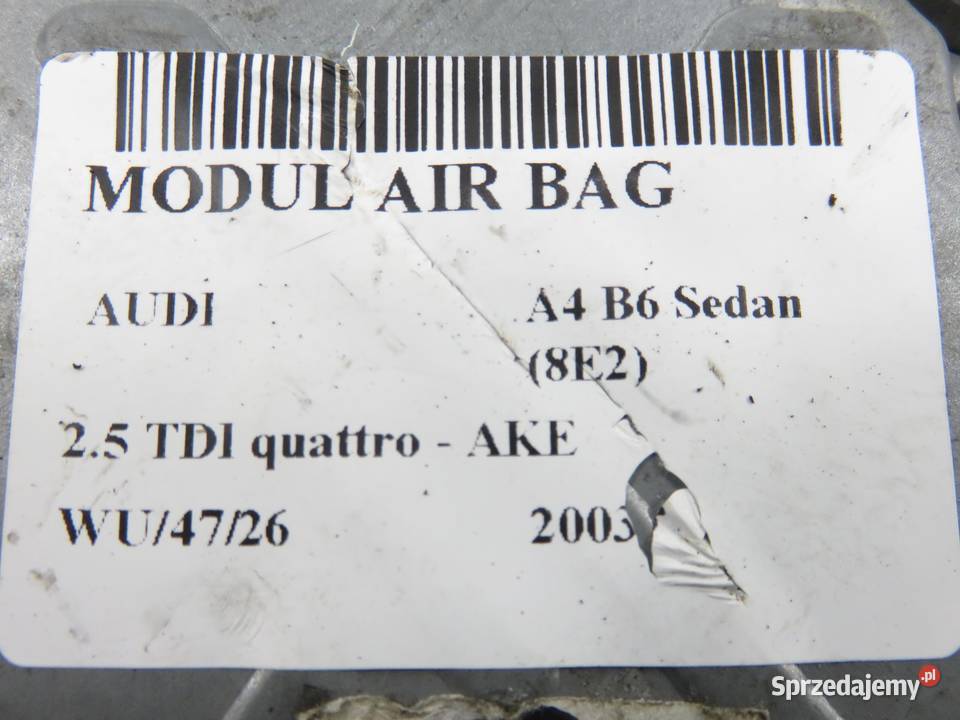 MODUL AIR BAG
AUDI A4 B6 Sedan
(8E2)
2.5 TDI quattro - AKE
WU/47/26 2003
Sprzedajemy.pl